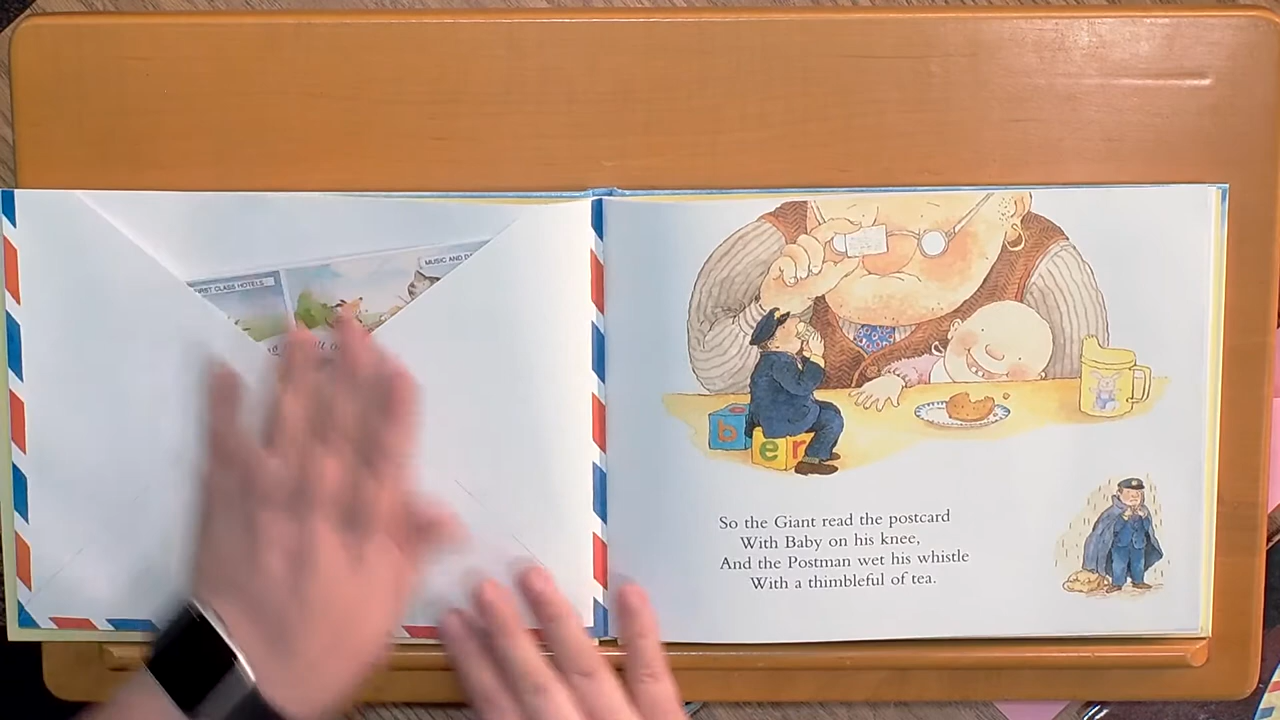 FIRST CLASS HOTELS
MUSIC AND
So the Giant read the postcard
With Baby on his knee,
And the Postman wet his whistle
With a thimbleful of tea.
b
er